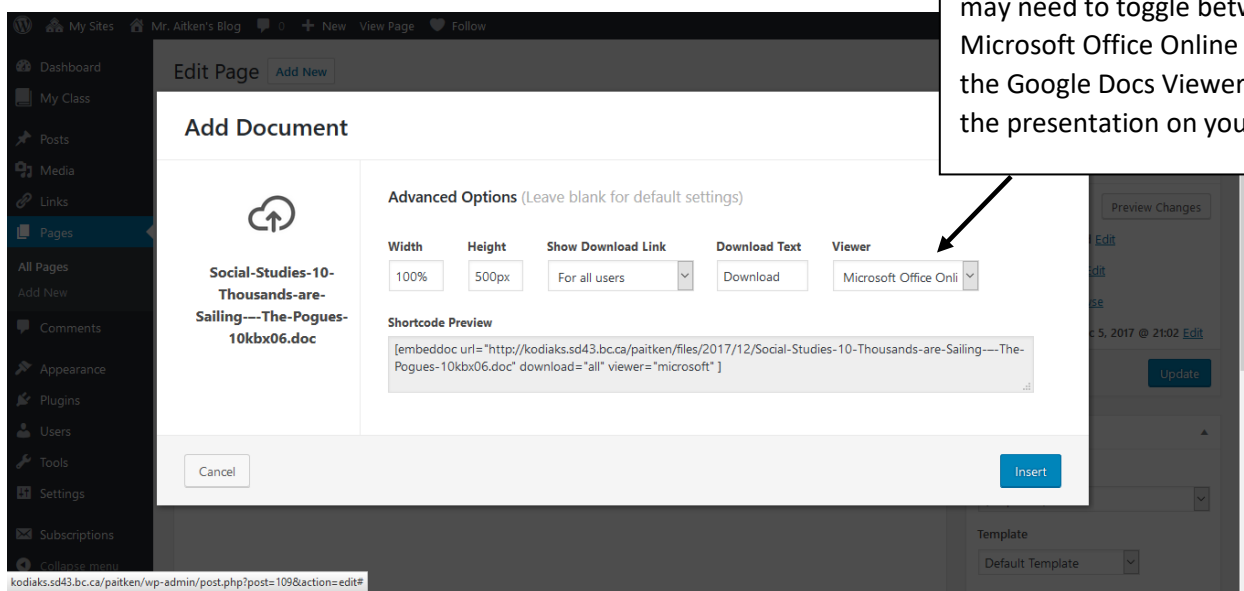 may need to toggle betw
Microsoft Office Online
the Google Docs Viewer
the presentation on you
My Sites Mr. Aitken's Blog 0 + New View Page Follow
Dashboard
My Class
Posts
Media
Links
Pages
All Pages
Add New
Comments
Appearance
Plugins
Users
Tools
Settings
Subscriptions
Collapse menu
Edit Page Add New
Add Document
Social-Studies-10-
Thousands-are-
Sailing-–-The-Pogues-
10kbx06.doc
Advanced Options (Leave blank for default settings)
Width Height Show Download Link Download Text Viewer
100% 500px For all users Download Microsoft Office Onli
Shortcode Preview
[embeddoc url="http://kodiaks.sd43.bc.ca/paitken/files/2017/12/Social-Studies-10-Thousands-are-Sailing-–-The-
Pogues-10kbx06.doc" download="all" viewer="microsoft" ]
Cancel Insert
Preview Changes
Edit
c 5, 2017 @ 21:02 Edit
Update
Template
Default Template
kodiaks.sd43.bc.ca/paitken/wp-admin/post.php?post=109&action=edit#